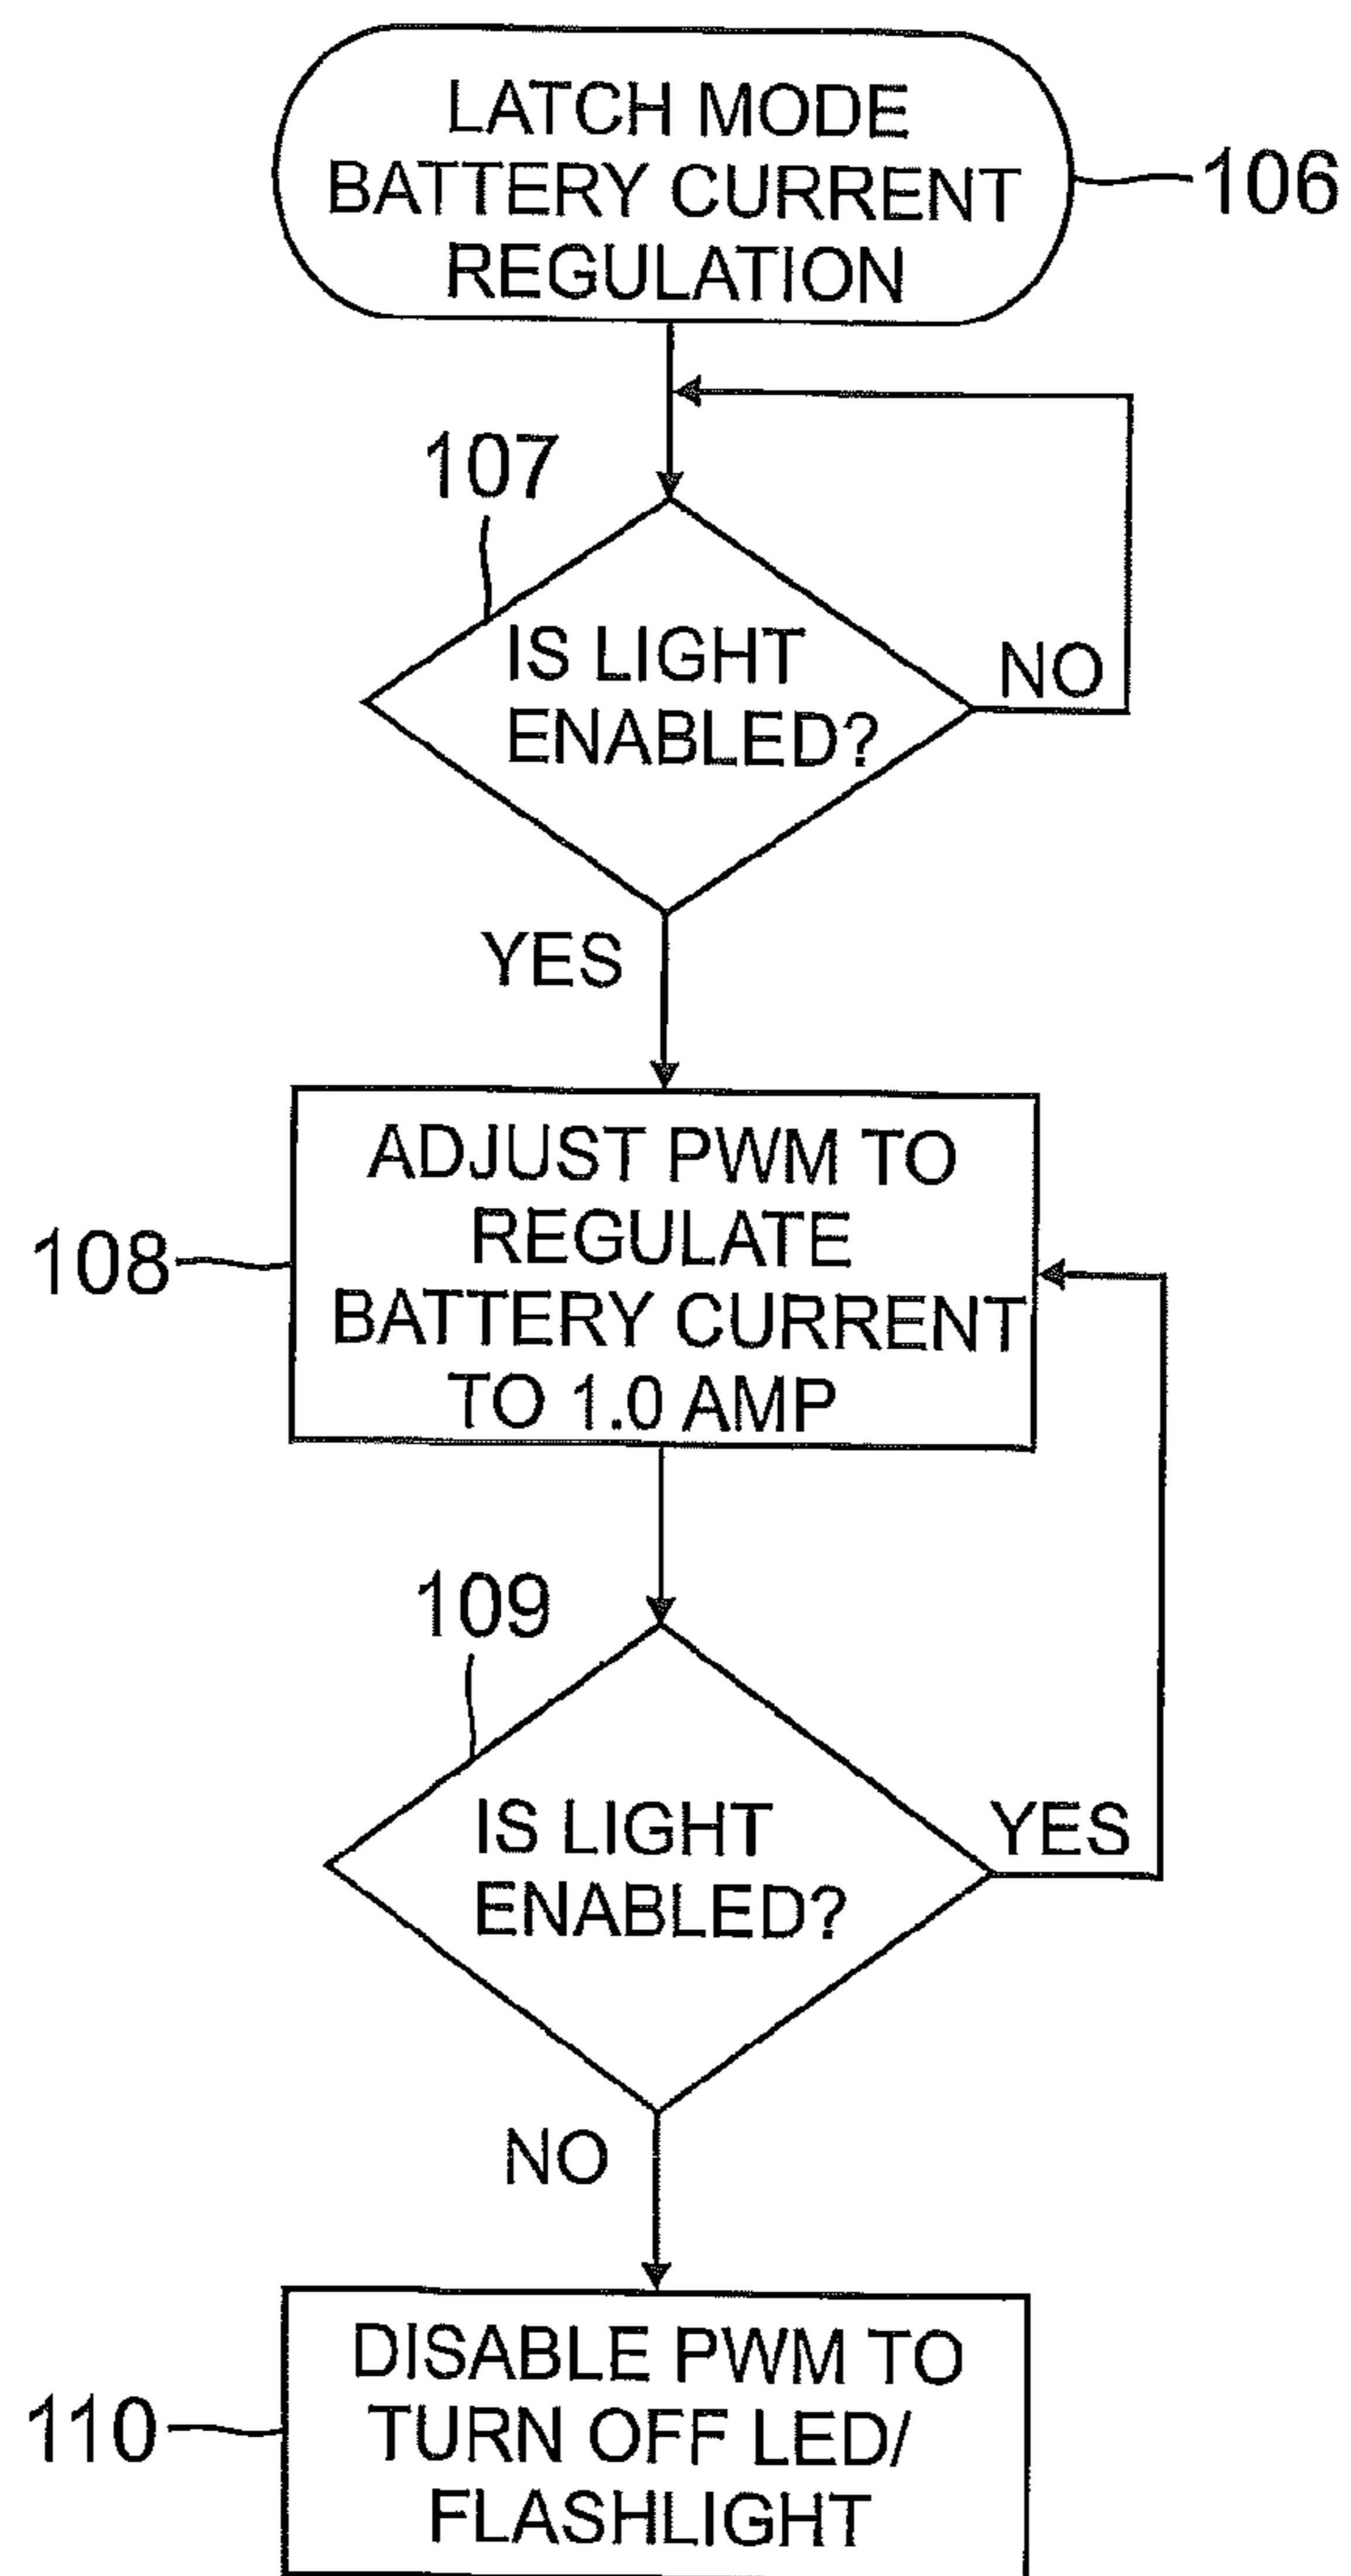 LATCH MODE
BATTERY CURRENT
REGULATION
106
107
IS LIGHT
ENABLED?
NO
YES
ADJUST PWM TO
REGULATE
BATTERY CURRENT
TO 1.0 AMP
108
109
IS LIGHT
ENABLED?
YES
NO
DISABLE PWM TO
TURN OFF LED/
FLASHLIGHT
110